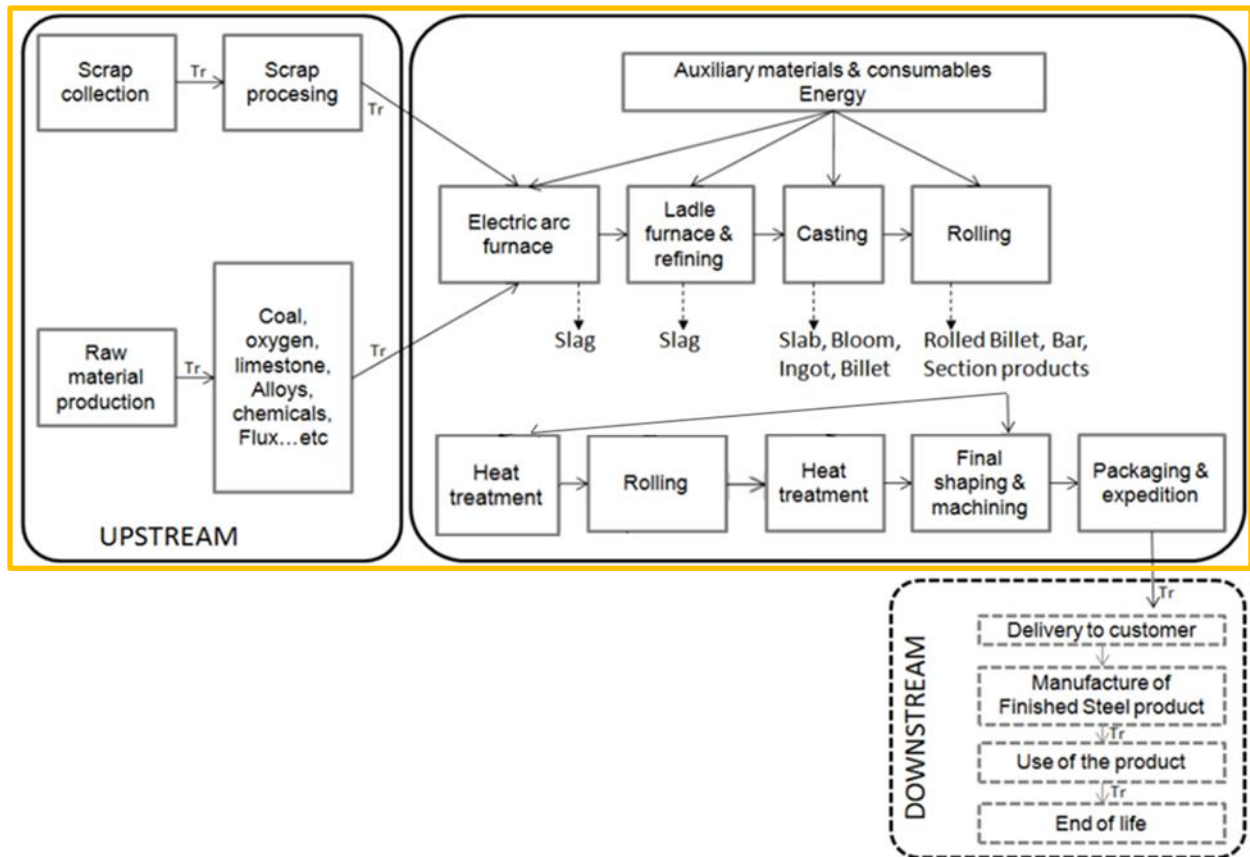 Scrap
collection
Tr
Scrap
procesing
Tr
Raw
material
production
Tr
Coal,
oxygen,
limestone,
Alloys,
chemicals,
Flux...etc
Tr
UPSTREAM
Auxiliary materials & consumables
Energy
Electric arc
furnace
Ladle
furnace &
refining
Casting
Rolling
Slag
Slag
Slab, Bloom,
Ingot, Billet
Rolled Billet, Bar,
Section products
Heat
treatment
Rolling
Heat
treatment
Final
shaping &
machining
Packaging &
expedition
Tr
DOWNSTREAM
Delivery to customer
Manufacture of
Finished Steel product
Tr
Use of the product
Tr
End of life